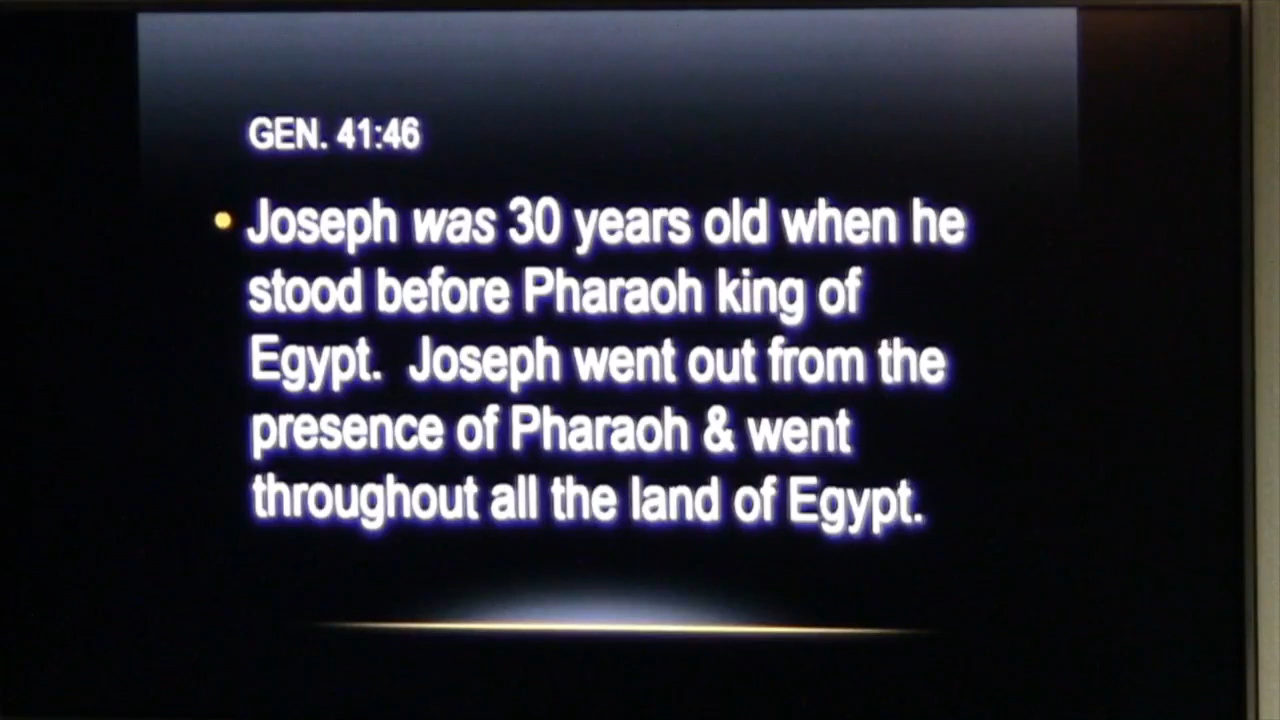 GEN. 41:46
• Joseph was 30 years old when he
stood before Pharaoh king of
Egypt.  Joseph went out from the
presence of Pharaoh & went
throughout all the land of Egypt.